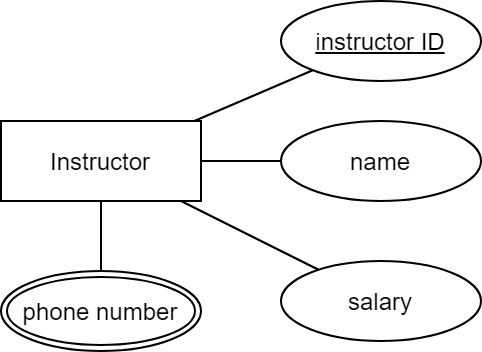 instructor ID
Instructor
name
phone number
salary